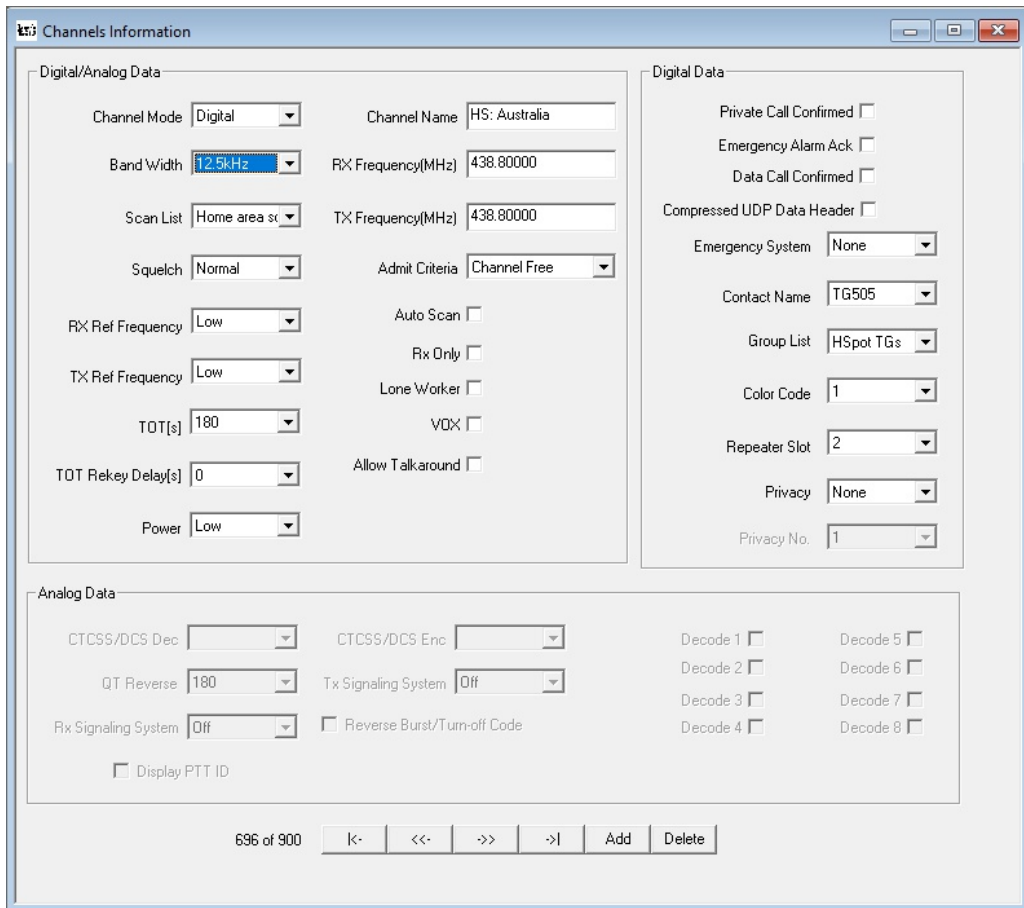 Channels Information
Digital/Analog Data
Channel Mode Digital
Band Width 12.5kHz
Scan List Home area sc
Squelch Normal
RX Ref Frequency Low
TX Ref Frequency Low
TOT[s] 180
TOT Rekey Delay[s] 0
Power Low
Channel Name HS: Australia
RX Frequency(MHz) 438.80000
TX Frequency(MHz) 438.80000
Admit Criteria Channel Free
Auto Scan
Rx Only
Lone Worker
VOX
Allow Talkaround
Digital Data
Private Call Confirmed
Emergency Alarm Ack
Data Call Confirmed
Compressed UDP Data Header
Emergency System None
Contact Name TG505
Group List HSpot TGs
Color Code 1
Repeater Slot 2
Privacy None
Privacy No. 1
Analog Data
CTCSS/DCS Dec
QT Reverse 180
Rx Signaling System Off
Display PTT ID
CTCSS/DCS Enc
Tx Signaling System Off
Reverse Burst/Turn-off Code
Decode 1
Decode 2
Decode 3
Decode 4
Decode 5
Decode 6
Decode 7
Decode 8
696 of 900 |<- <<- ->> ->| Add Delete